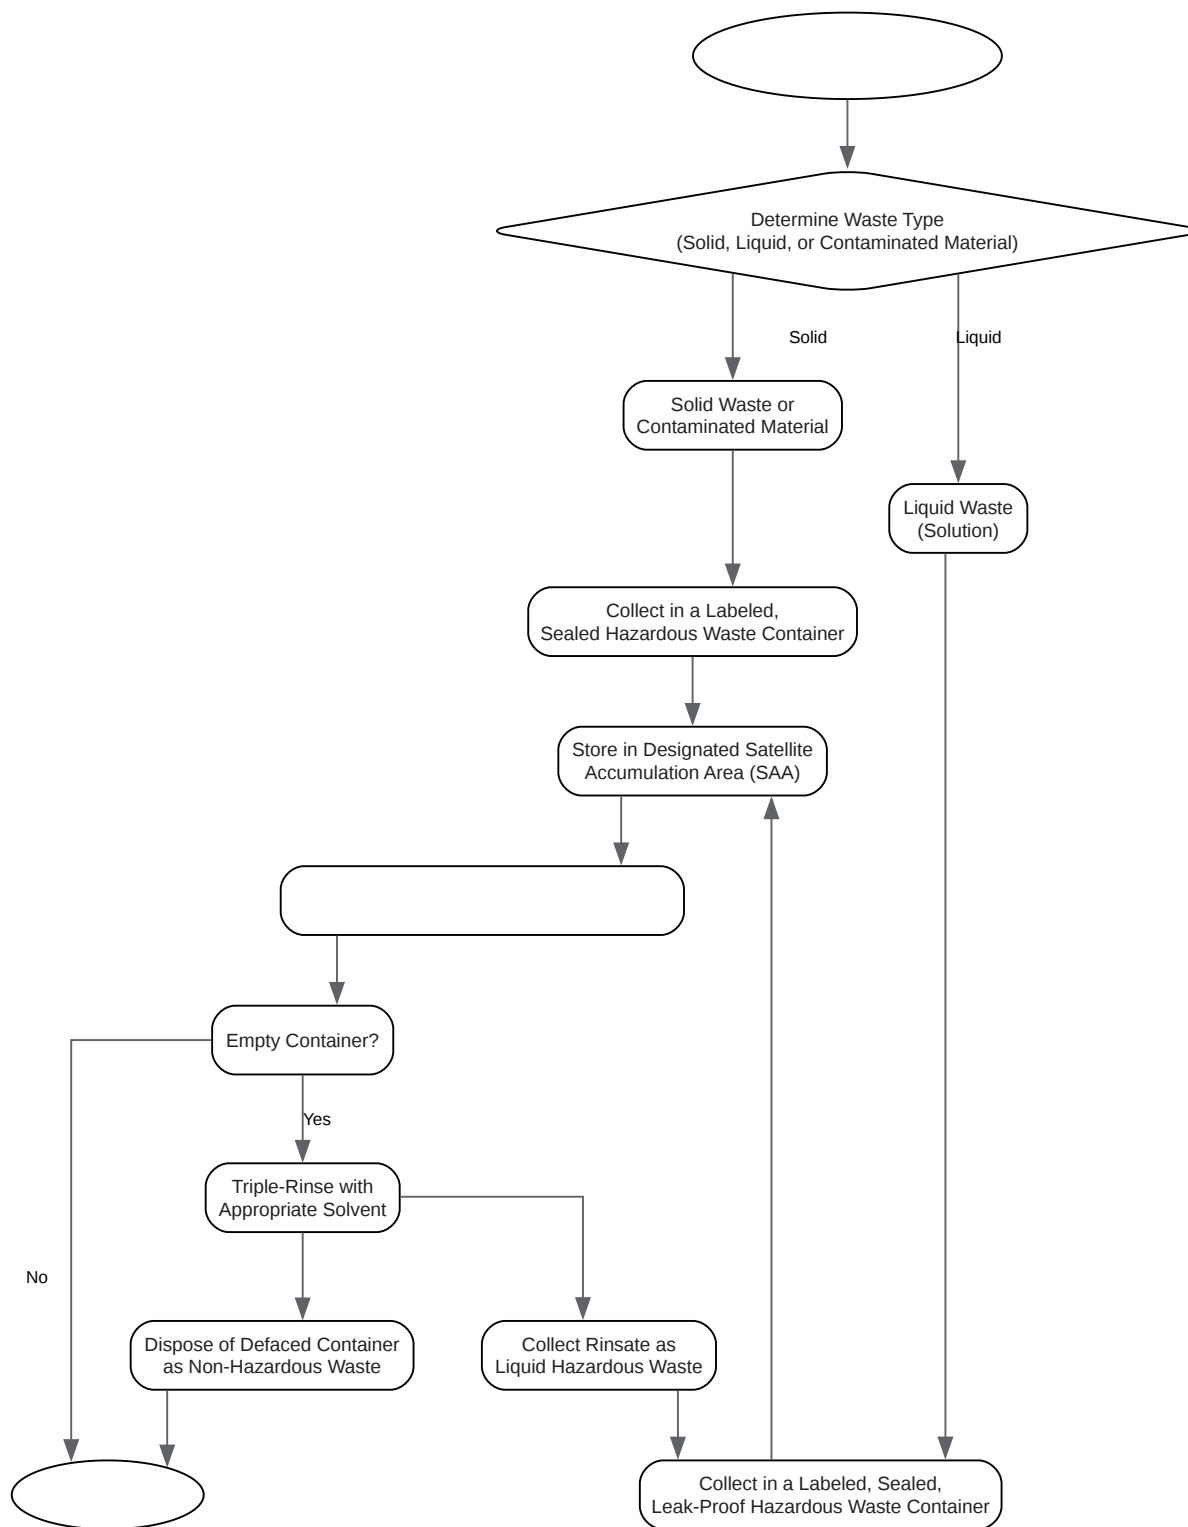 Determine Waste Type
(Solid, Liquid, or Contaminated Material)
Solid
Liquid
Solid Waste or
Contaminated Material
Liquid Waste
(Solution)
Collect in a Labeled,
Sealed Hazardous Waste Container
Store in Designated Satellite
Accumulation Area (SAA)
Empty Container?
Yes
Triple-Rinse with
Appropriate Solvent
No
Dispose of Defaced Container
as Non-Hazardous Waste
Collect Rinsate as
Liquid Hazardous Waste
Collect in a Labeled, Sealed,
Leak-Proof Hazardous Waste Container